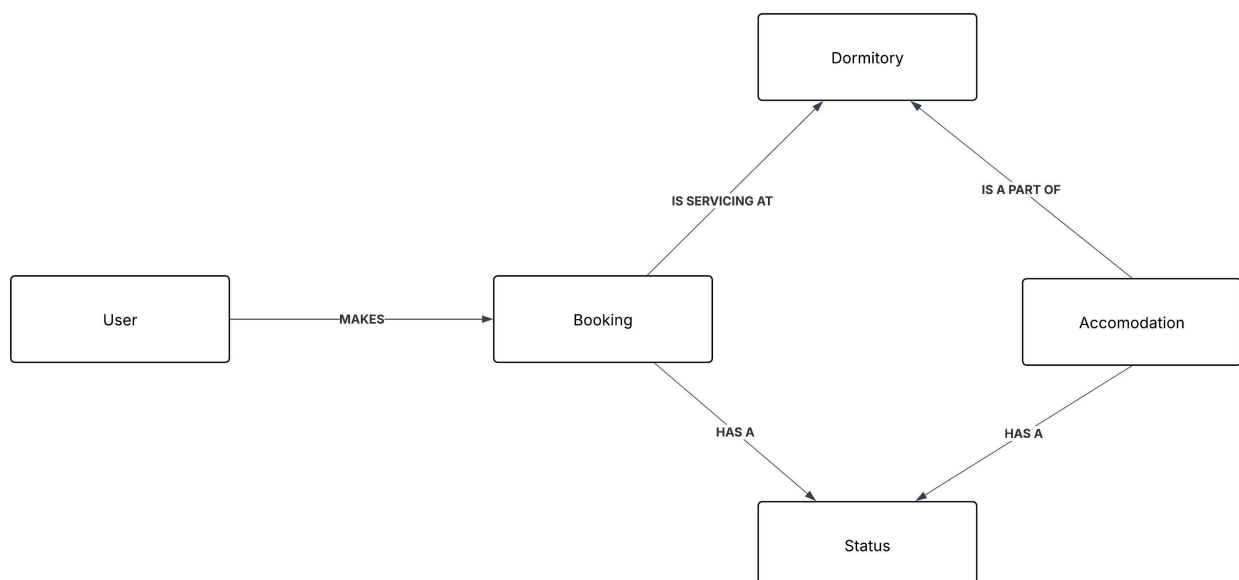 Dormitory
IS SERVICING AT
IS A PART OF
User
MAKES
Booking
Accomodation
HAS A
HAS A
Status